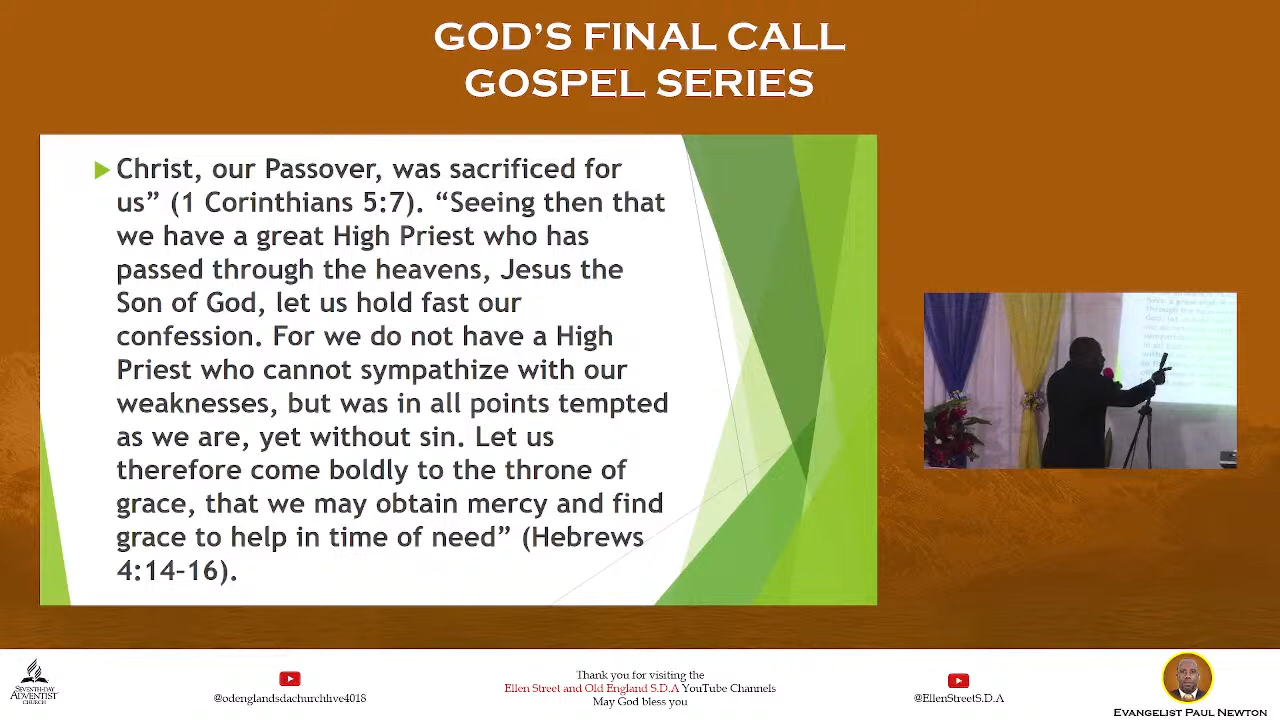 GOD’S FINAL CALL
GOSPEL SERIES
Christ, our Passover, was sacrificed for
us” (1 Corinthians 5:7). “Seeing then that
we have a great High Priest who has
passed through the heavens, Jesus the
Son of God, let us hold fast our
confession. For we do not have a High
Priest who cannot sympathize with our
weaknesses, but was in all points tempted
as we are, yet without sin. Let us
therefore come boldly to the throne of
grace, that we may obtain mercy and find
grace to help in time of need” (Hebrews
4:14–16).
SEVENTH-DAY
ADVENTIST
CHURCH
@odenglandsdachurchlive4018
Thank you for visiting the
Ellen Street and Old England S.D.A YouTube Channels
May God bless you
@EllenStreetS.D.A
EVANGELIST PAUL NEWTON